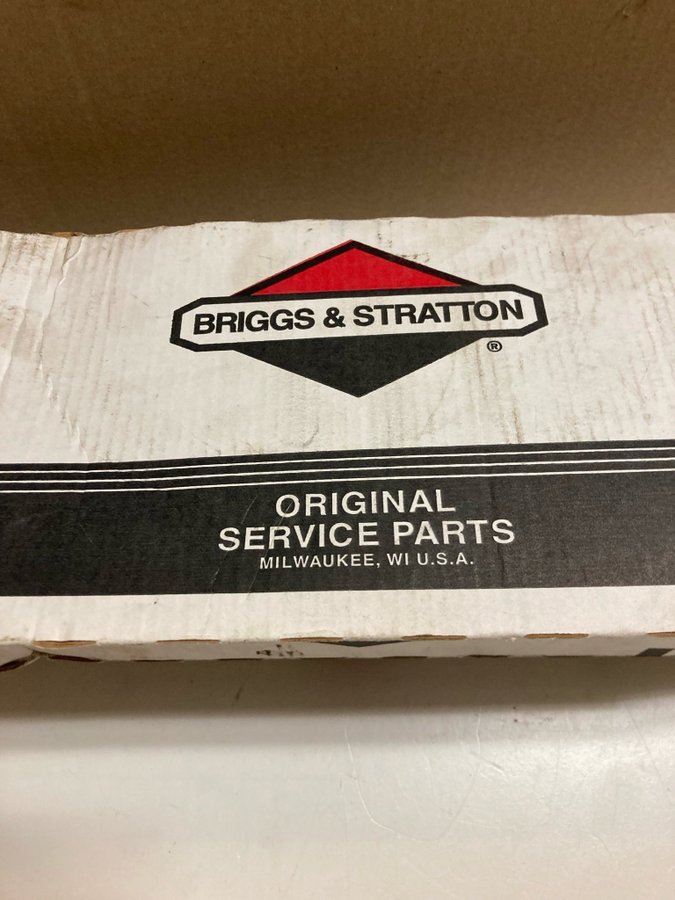 BRIGGS & STRATTON
®
ORIGINAL
SERVICE PARTS
MILWAUKEE, WI U.S.A.